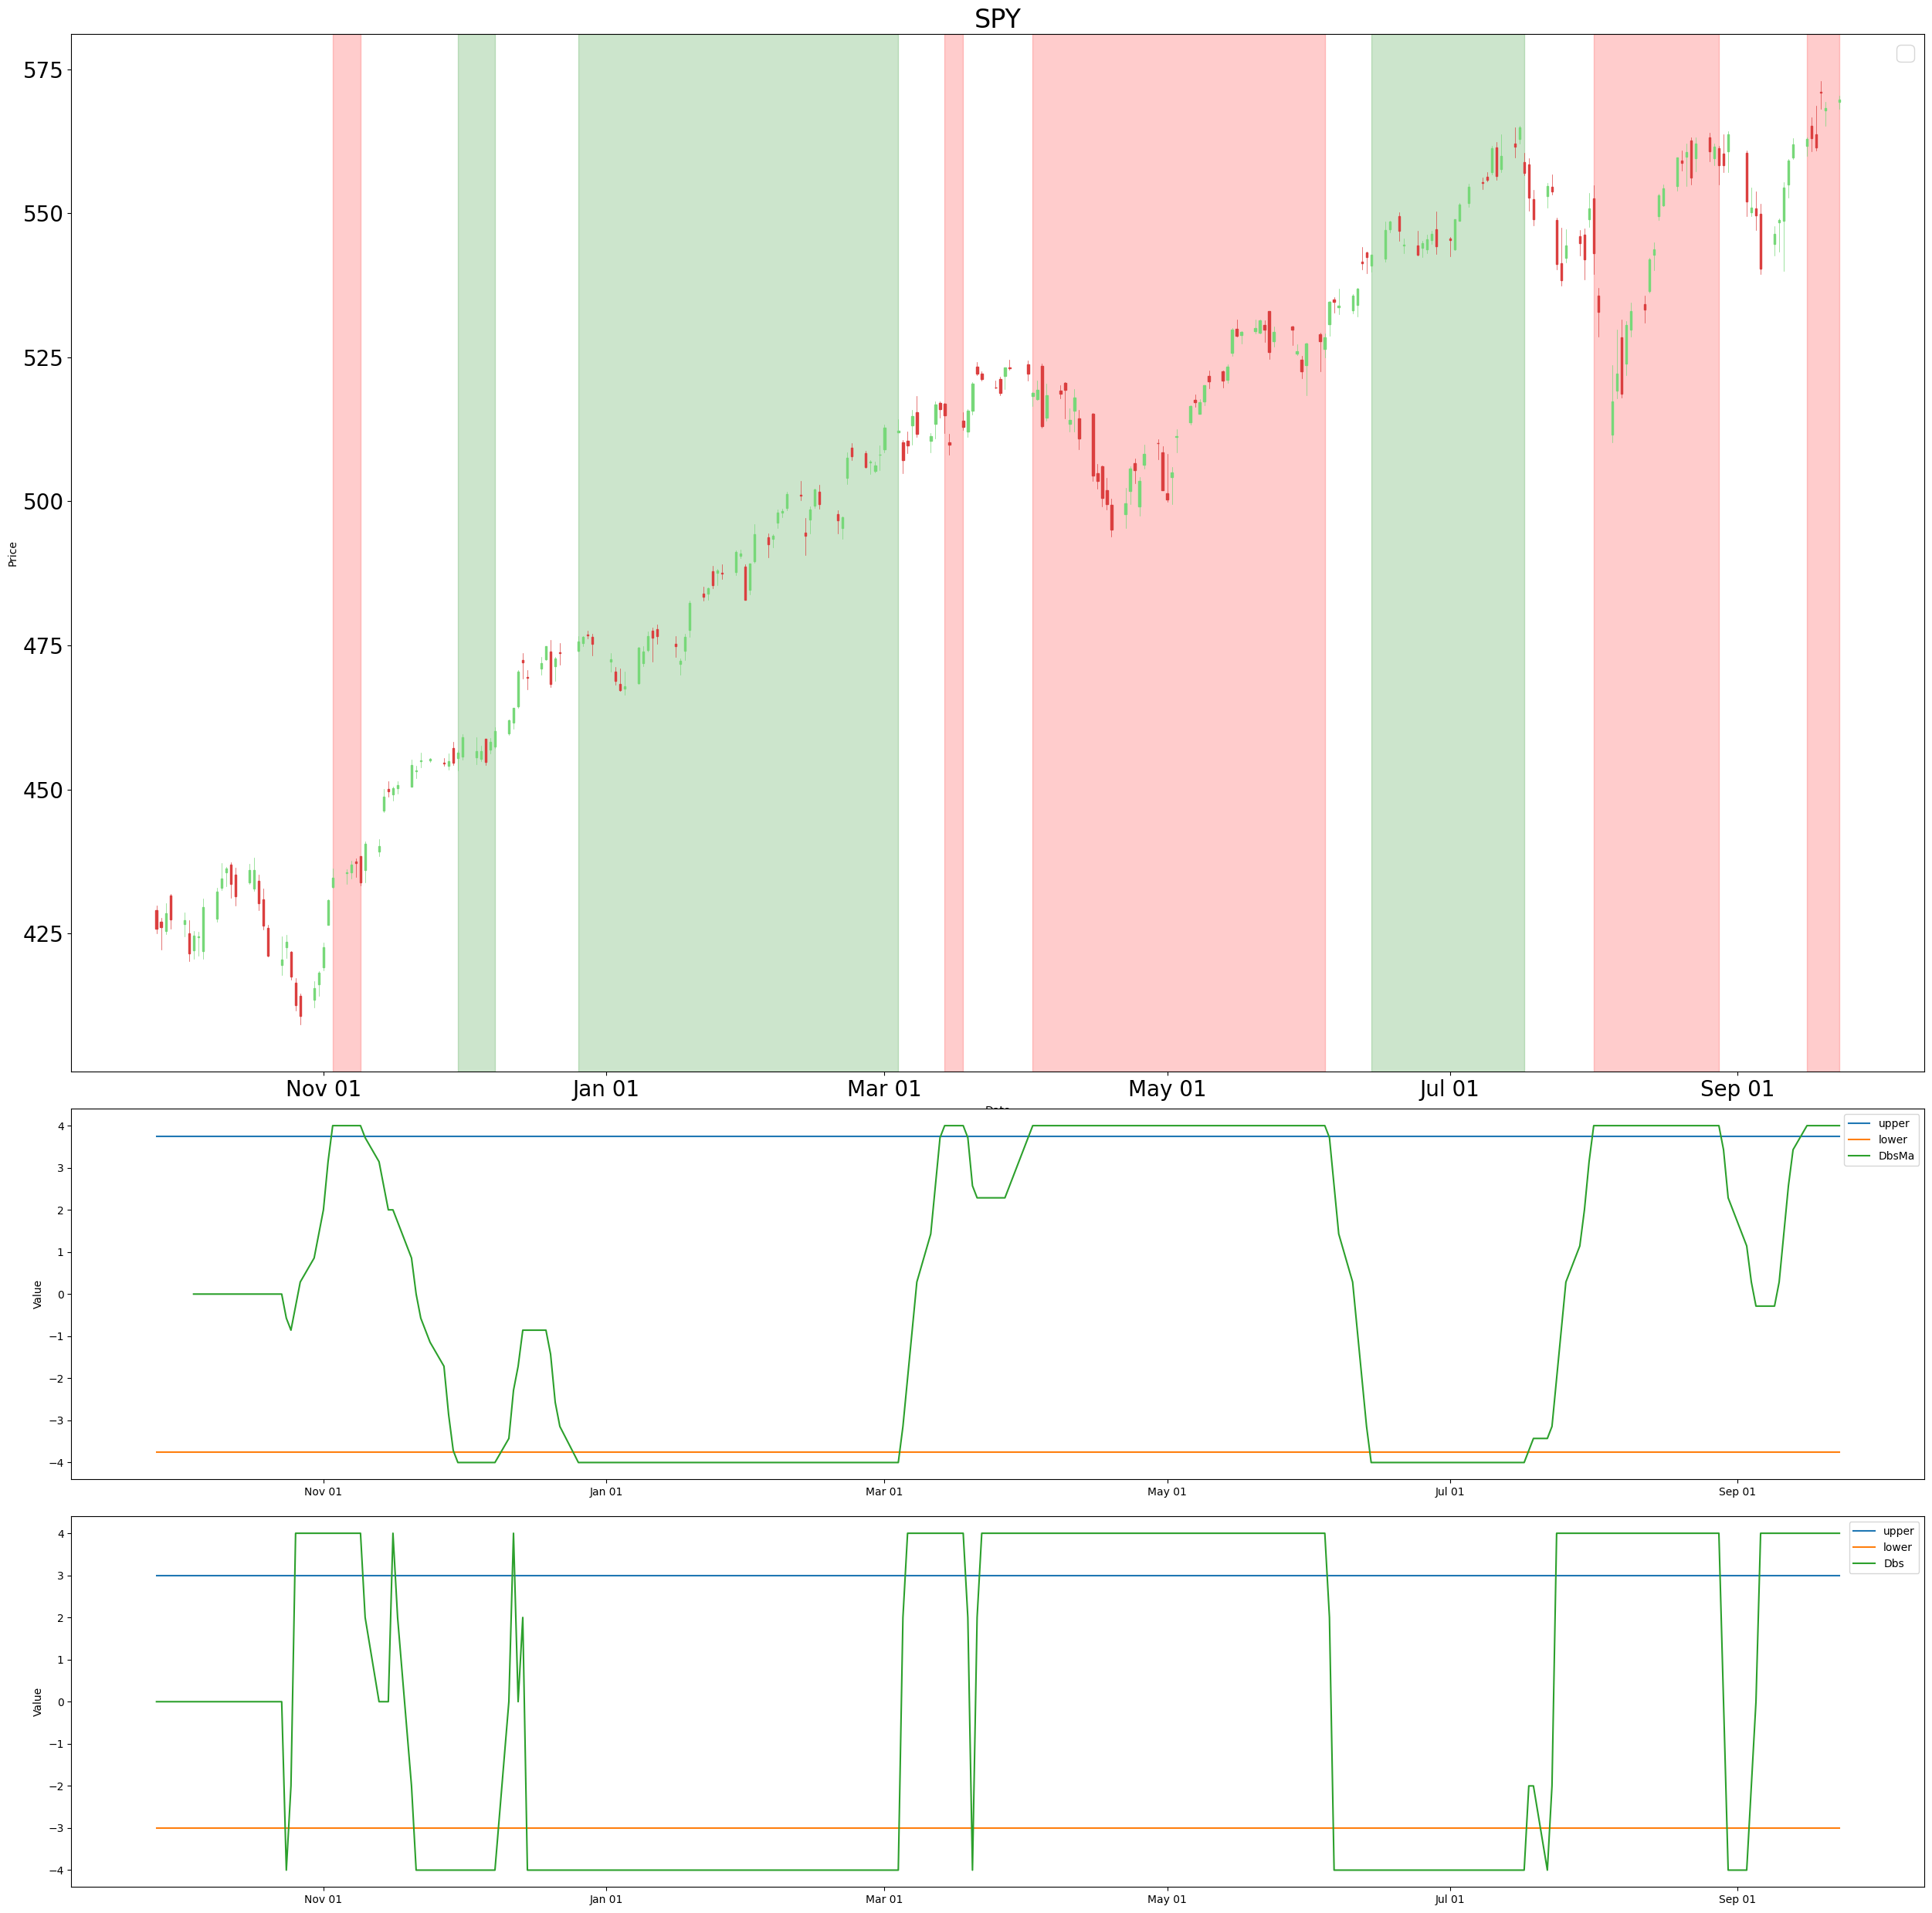 SPY
575
550
525
500
475
450
425
Price
Nov 01
Jan 01
Mar 01
May 01
Jul 01
Sep 01
4
3
2
1
0
−1
−2
−3
−4
Value
upper
lower
DbsMa
Nov 01
Jan 01
Mar 01
May 01
Jul 01
Sep 01
4
3
2
1
0
−1
−2
−3
−4
Value
upper
lower
Dbs
Nov 01
Jan 01
Mar 01
May 01
Jul 01
Sep 01